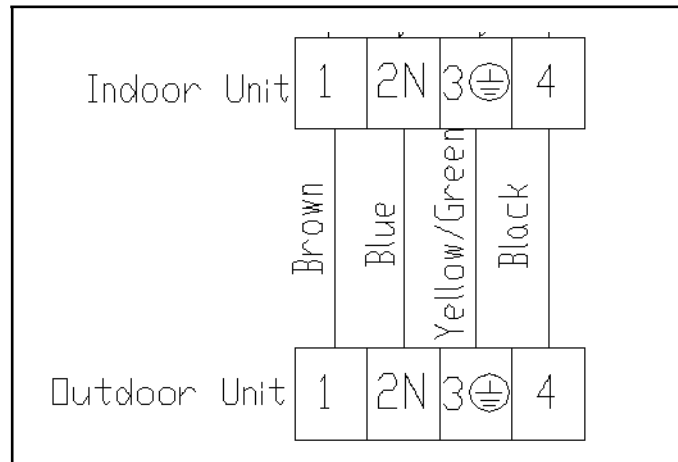 Indoor Unit 1 2N 3⏚ 4
Brown Blue Yellow/Green Black
Outdoor Unit 1 2N 3⏚ 4